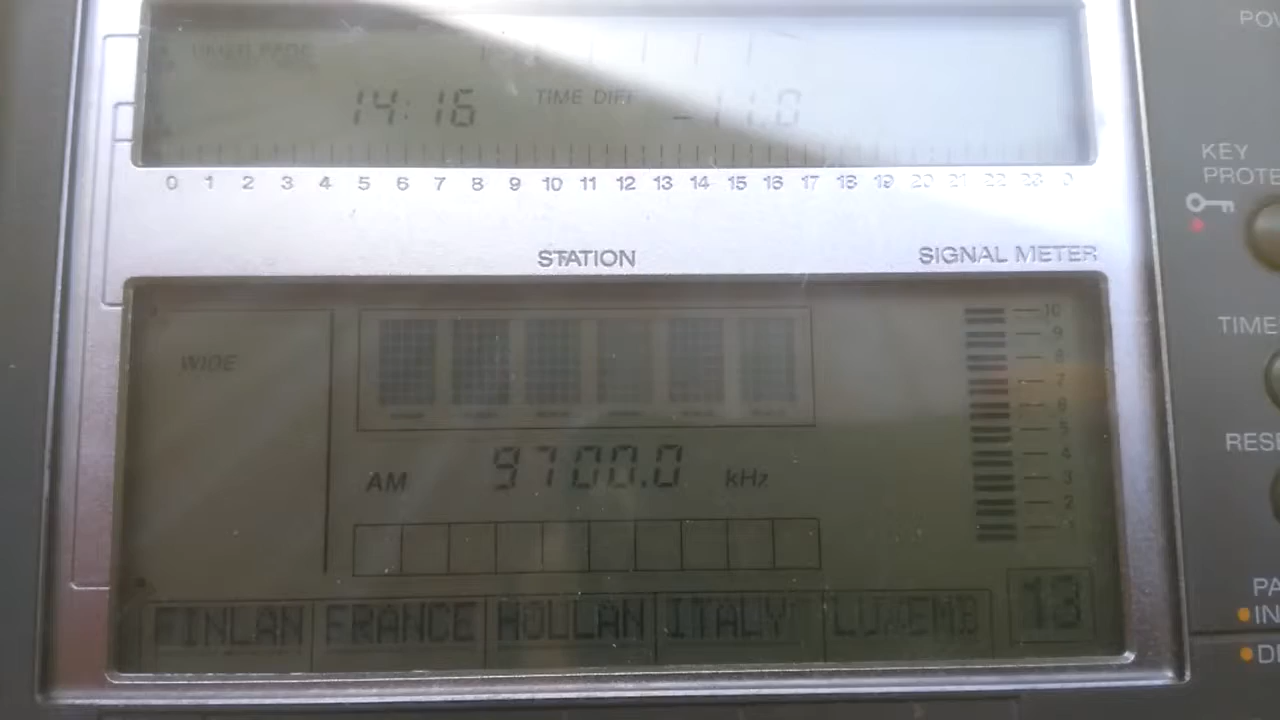 POW
14:16 TIME DIFF -11.0
0 1 2 3 4 5 6 7 8 9 10 11 12 13 14 15 16 17 18 19 20 21 22 23 0
KEY
PROTE
STATION
SIGNAL METER
TIME
WIDE
10
9
8
7
6
5
4
3
2
1
AM 9700.0 kHz
RESE
FINLAN FRANCE HOLLAN ITALY LUXEMB 13
PA
IN
DI